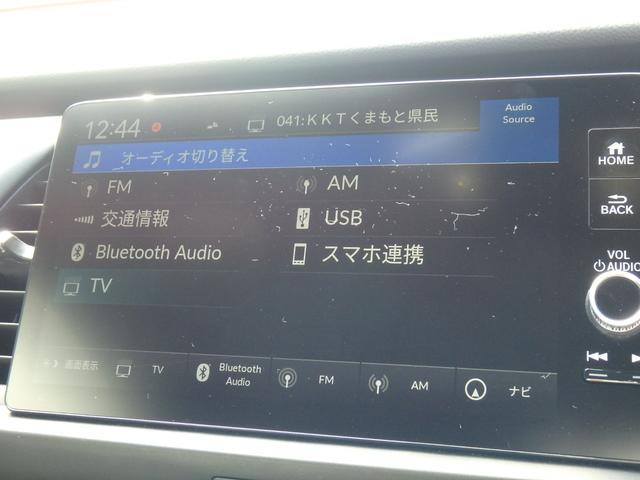 12:44
041:ＫＫＴくまもと県民
Audio
Source
オーディオ切り替え
FM
AM
交通情報
USB
Bluetooth Audio
スマホ連携
TV
画面表示
TV
Bluetooth
Audio
FM
AM
ナビ
HOME
BACK
VOL
AUDIO